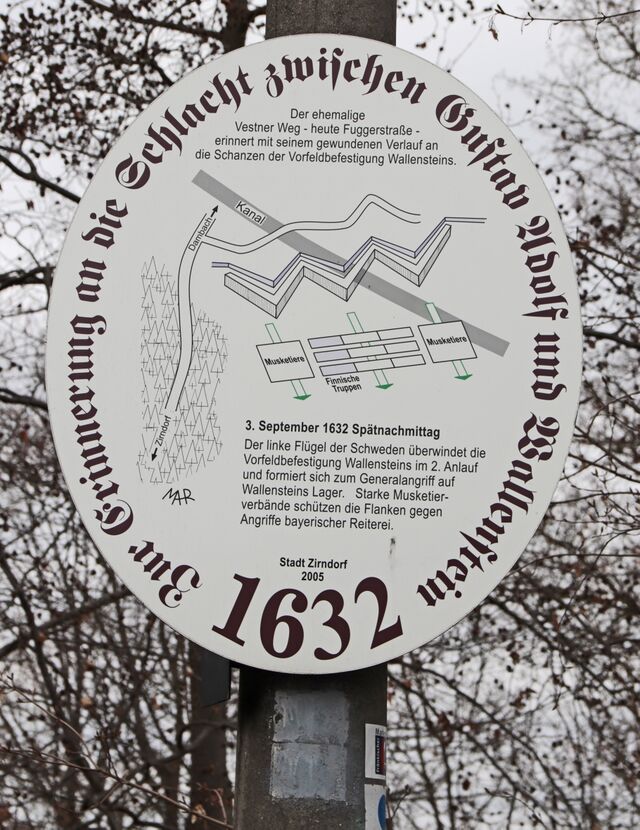 Zur Erinnerung an die Schlacht zwischen Gustav Adolf und Wallenstein
Der ehemalige
Vestner Weg - heute Fuggerstraße -
erinnert mit seinem gewundenen Verlauf an
die Schanzen der Vorfeldbefestigung Wallensteins.
Kanal
Dambach
Musketiere
Finnische
Truppen
Musketiere
Zirndorf
3. September 1632 Spätnachmittag
Der linke Flügel der Schweden überwindet die
Vorfeldbefestigung Wallensteins im 2. Anlauf
und formiert sich zum Generalangriff auf
Wallensteins Lager. Starke Musketier-
verbände schützen die Flanken gegen
Angriffe bayerischer Reiterei.
MAR
Stadt Zirndorf
2005
1632